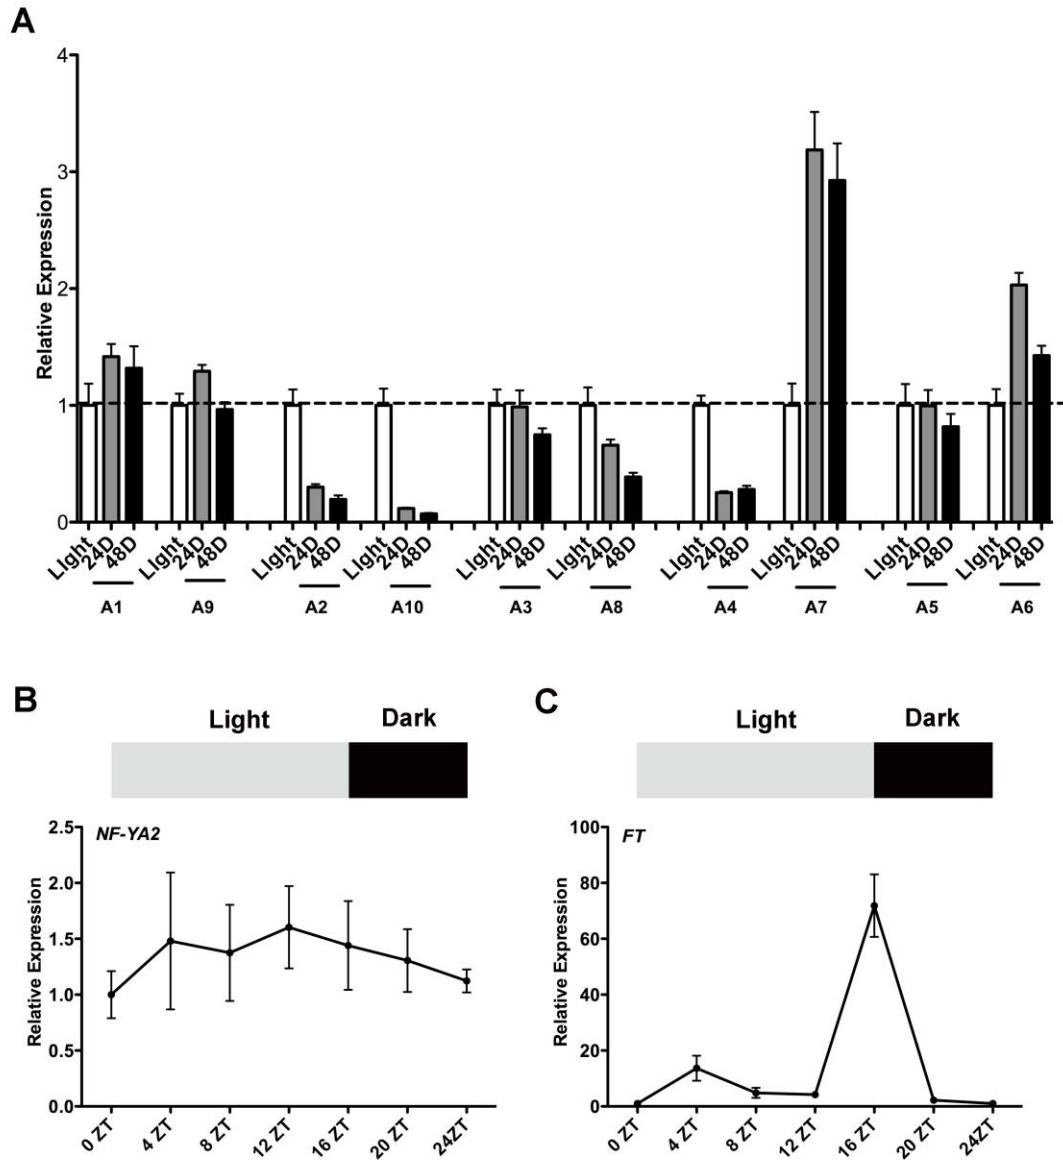 A
Relative Expression
4
3
2
1
0
LIght 24D 48D LIght 24D 48D LIght 24D 48D LIght 24D 48D LIght 24D 48D LIght 24D 48D LIght 24D 48D LIght 24D 48D LIght 24D 48D LIght 24D 48D
A1 A9 A2 A10 A3 A8 A4 A7 A5 A6
B
Light Dark
NF-YA2
Relative Expression
2.5
2.0
1.5
1.0
0.5
0.0
0 ZT 4 ZT 8 ZT 12 ZT 16 ZT 20 ZT 24ZT
C
Light Dark
FT
Relative Expression
100
80
60
40
20
0
0 ZT 4 ZT 8 ZT 12 ZT 16 ZT 20 ZT 24ZT